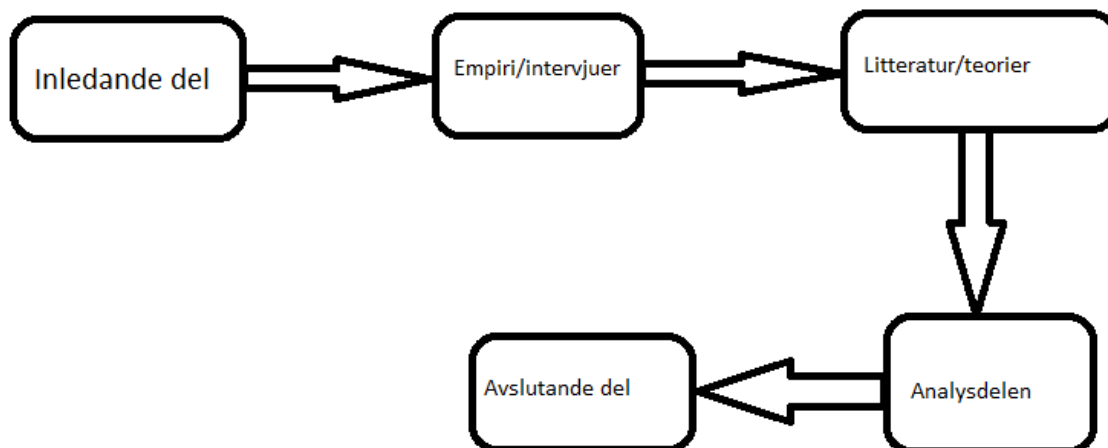 Inledande del
Empiri/intervjuer
Litteratur/teorier
Analysdelen
Avslutande del